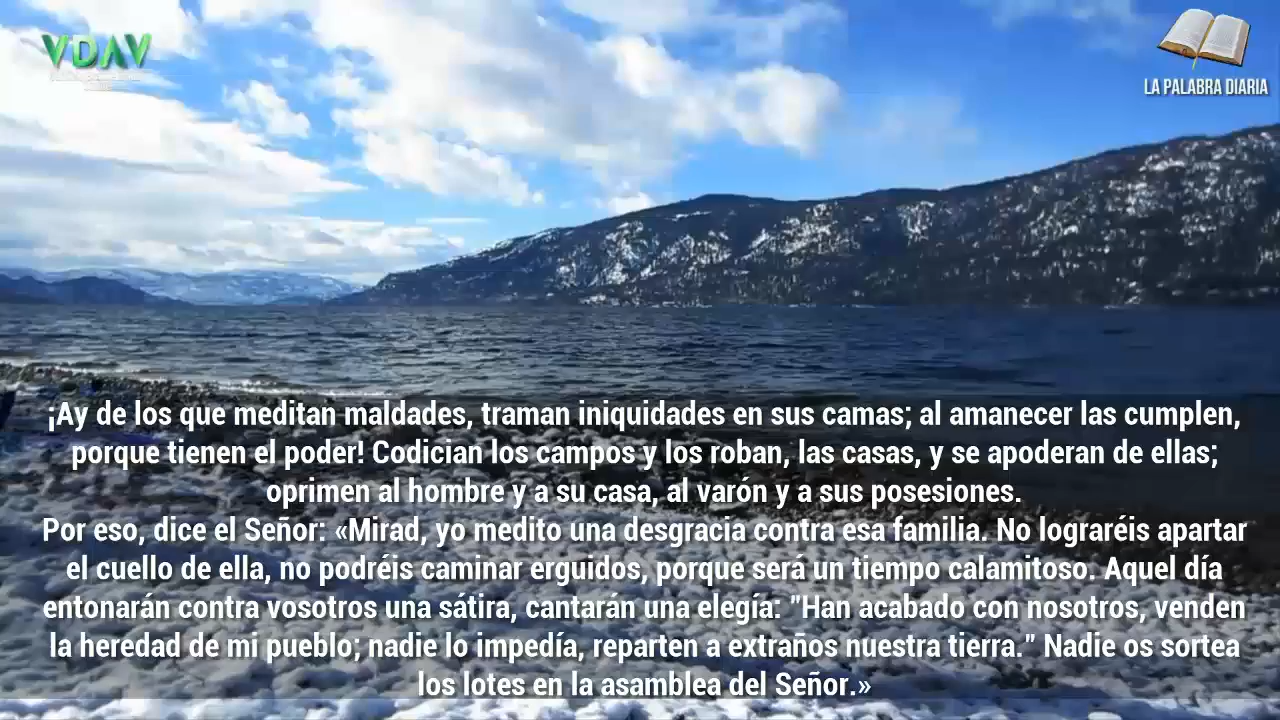 VDAV
LA PALABRA DIARIA
¡Ay de los que meditan maldades, traman iniquidades en sus camas; al amanecer las cumplen,
porque tienen el poder! Codician los campos y los roban, las casas, y se apoderan de ellas;
oprimen al hombre y a su casa, al varón y a sus posesiones.
Por eso, dice el Señor: «Mirad, yo medito una desgracia contra esa familia. No lograréis apartar
el cuello de ella, no podréis caminar erguidos, porque será un tiempo calamitoso. Aquel día
entonarán contra vosotros una sátira, cantarán una elegía: "Han acabado con nosotros, venden
la heredad de mi pueblo; nadie lo impedía, reparten a extraños nuestra tierra." Nadie os sortea
los lotes en la asamblea del Señor.»